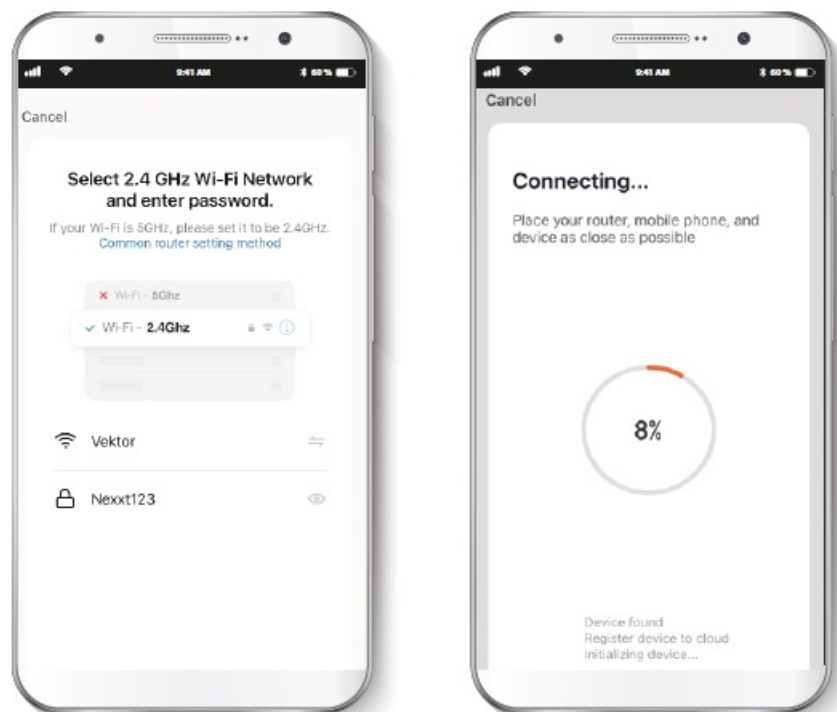 9:41 AM
60%
Cancel
Select 2.4 GHz Wi-Fi Network
and enter password.
If your Wi-Fi is 5GHz, please set it to be 2.4GHz.
Common router setting method
Wi-Fi - 5Ghz
Wi-Fi - 2.4Ghz
Vektor
Nexxt123
9:41 AM
60%
Cancel
Connecting...
Place your router, mobile phone, and
device as close as possible
8%
Device found
Register device to cloud
Initializing device...